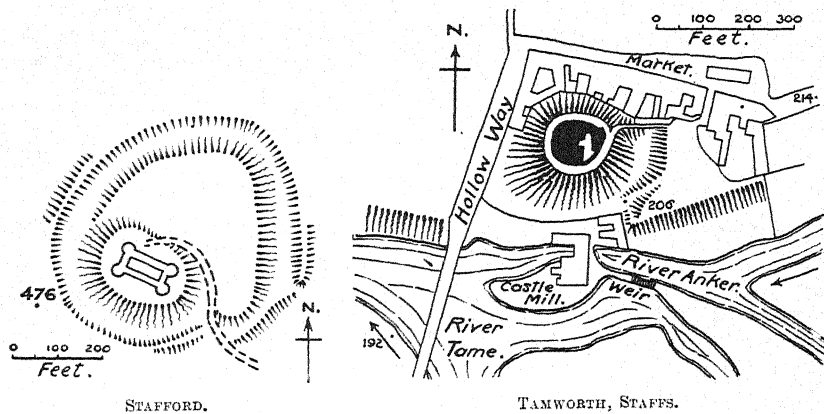 476
0 100 200
Feet.
N.
STAFFORD.
N.
0 100 200 300
Feet.
Market.
214
Hollow Way
206
Castle
Mill.
Weir
River Anker.
River
Tame.
192
TAMWORTH, STAFFS.